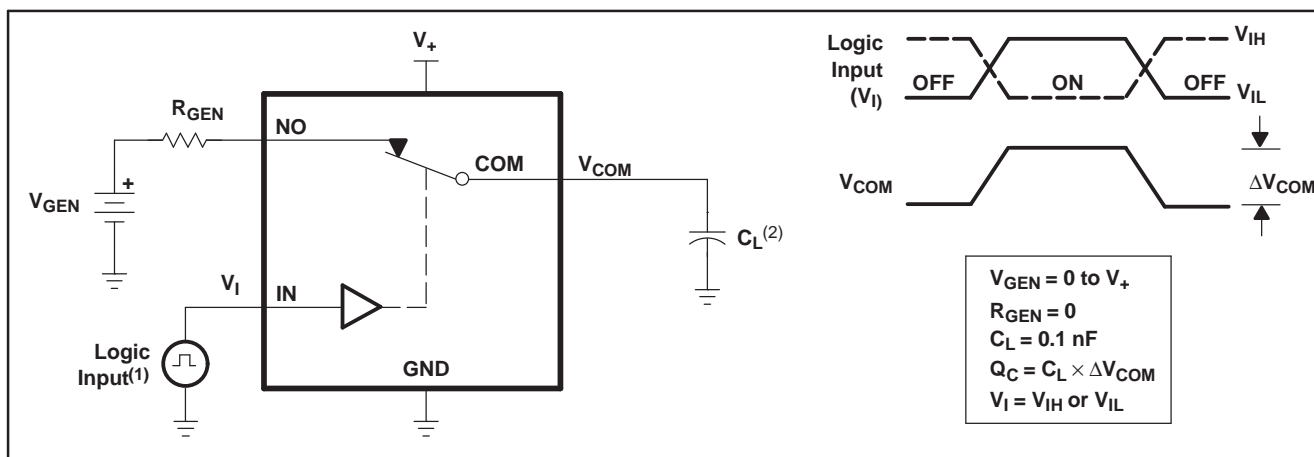 V+
RGEN
NO
COM
VCOM
+
VGEN
CL(2)
VI
IN
Logic
Input(1)
GND
Logic
Input
(VI)
OFF
ON
OFF
VIH
VIL
VCOM
ΔVCOM
VGEN = 0 to V+
RGEN = 0
CL = 0.1 nF
QC = CL × ΔVCOM
VI = VIH or VIL